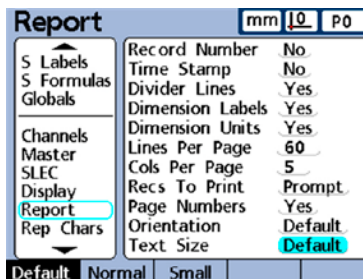 Report mm 0 P0
S Labels
S Formulas
Globals
Channels
Master
SLEC
Display
Report
Rep Chars
Record Number No
Time Stamp No
Divider Lines Yes
Dimension Labels Yes
Dimension Units Yes
Lines Per Page 60
Cols Per Page 5
Recs To Print Prompt
Page Numbers Yes
Orientation Default
Text Size Default
Default Normal Small